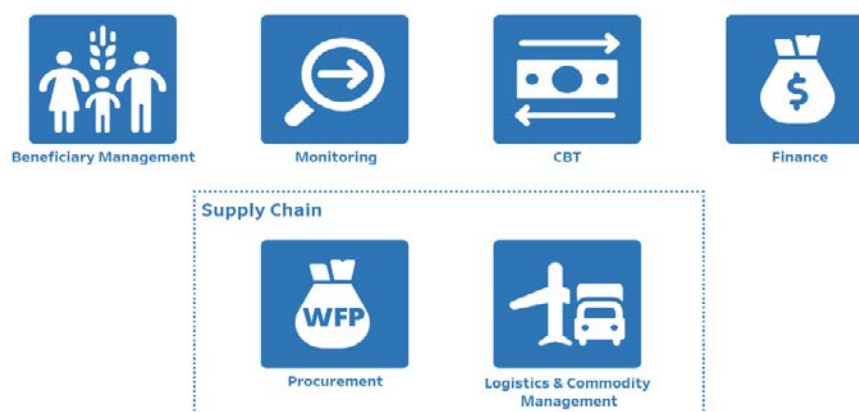 Beneficiary Management
Monitoring
CBT
$
Finance
Supply Chain
WFP
Procurement
Logistics & Commodity
Management